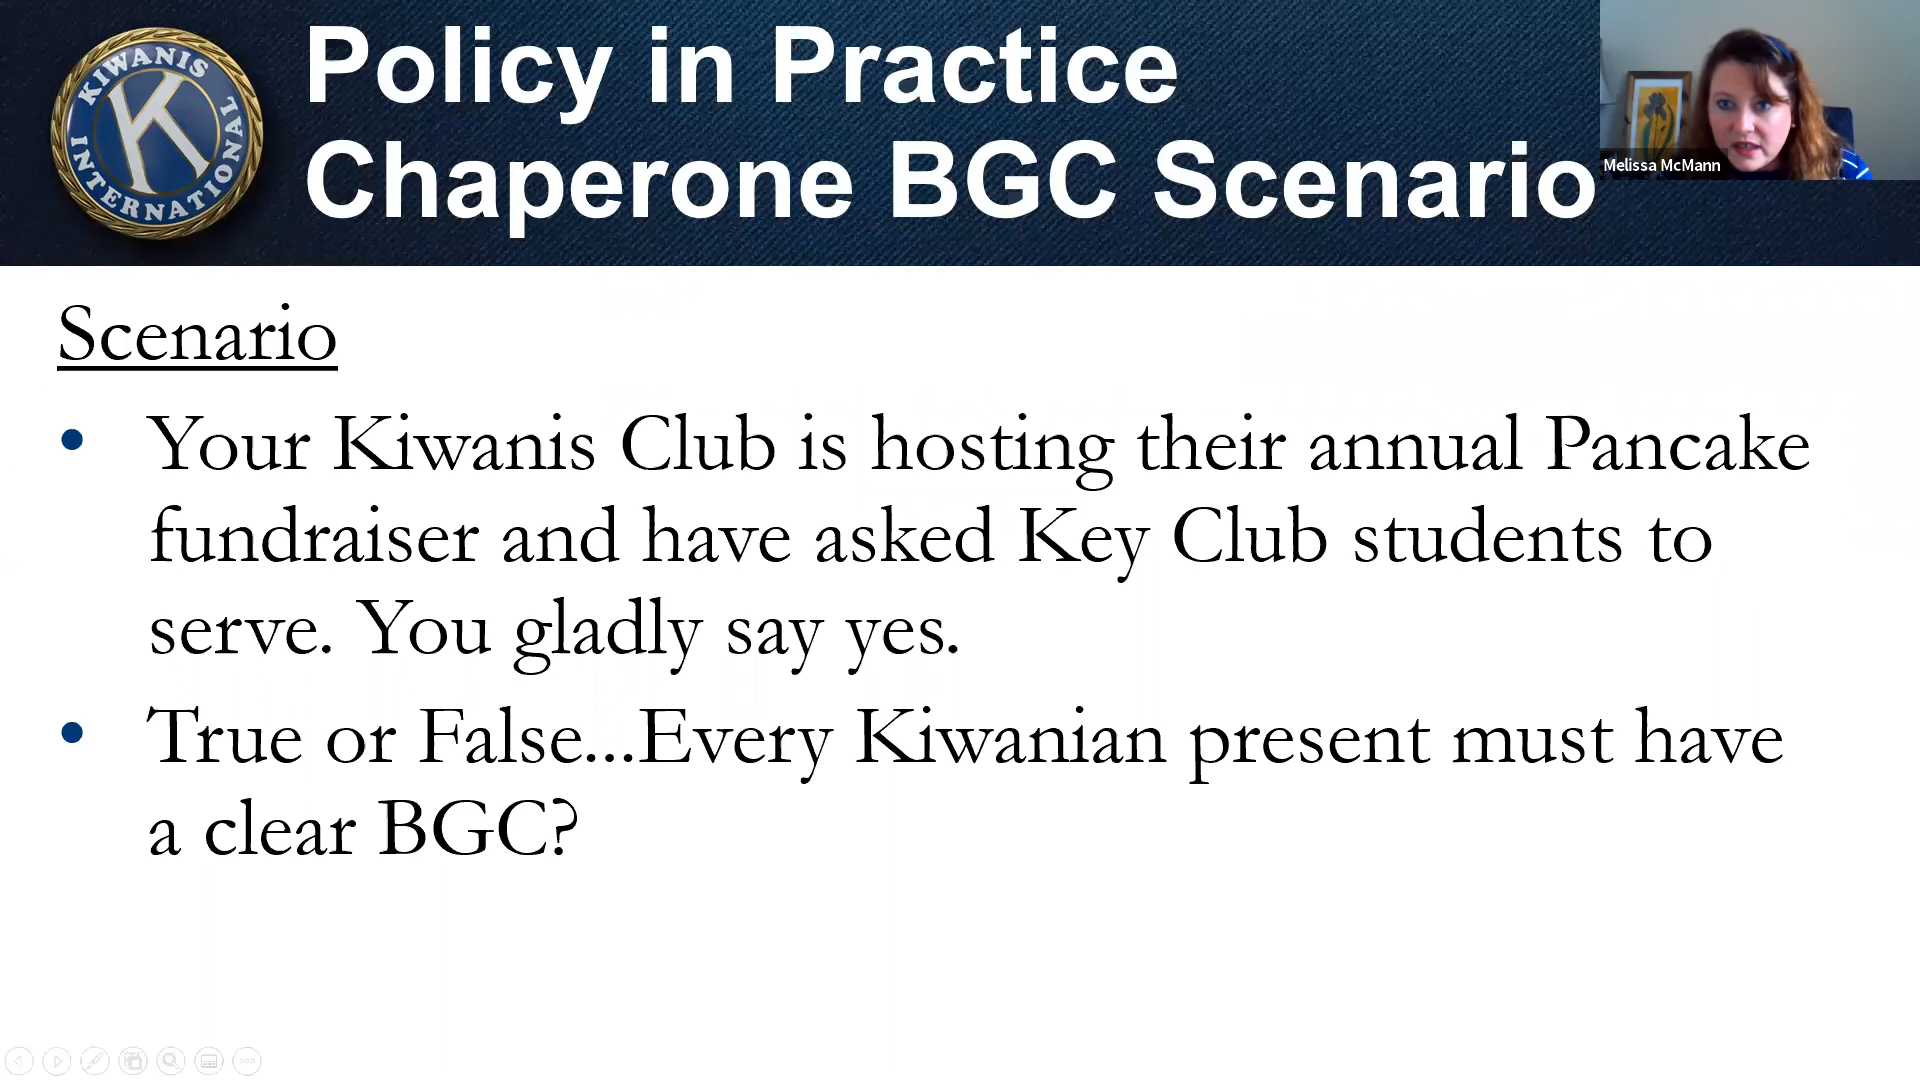 Policy in Practice
Chaperone BGC Scenario
KIWANIS
K
INTERNATIONAL
Melissa McMann
Scenario
• Your Kiwanis Club is hosting their annual Pancake
fundraiser and have asked Key Club students to
serve. You gladly say yes.
• True or False...Every Kiwanian present must have
a clear BGC?